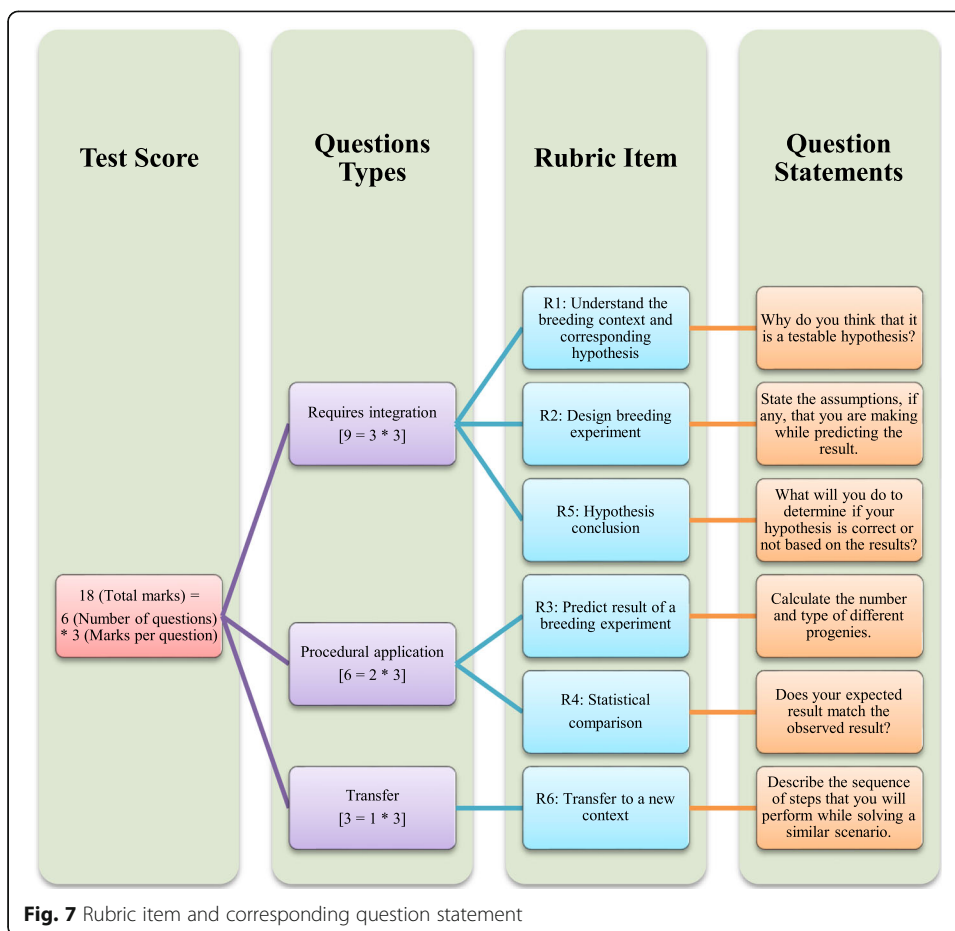 Test Score
Questions
Types
Rubric Item
Question
Statements
18 (Total marks) =
6 (Number of questions)
* 3 (Marks per question)
Requires integration
[9 = 3 * 3]
Procedural application
[6 = 2 * 3]
Transfer
[3 = 1 * 3]
R1: Understand the
breeding context and
corresponding
hypothesis
R2: Design breeding
experiment
R5: Hypothesis
conclusion
R3: Predict result of a
breeding experiment
R4: Statistical
comparison
R6: Transfer to a new
context
Why do you think that it
is a testable hypothesis?
State the assumptions, if
any, that you are making
while predicting the
result.
What will you do to
determine if your
hypothesis is correct or
not based on the results?
Calculate the number
and type of different
progenies.
Does your expected
result match the
observed result?
Describe the sequence
of steps that you will
perform while solving a
similar scenario.
Fig. 7 Rubric item and corresponding question statement